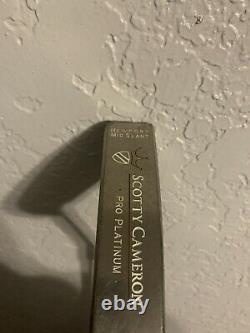 NEWPORT
MID SLANT
SCOTTY CAMERON
PRO PLATINUM